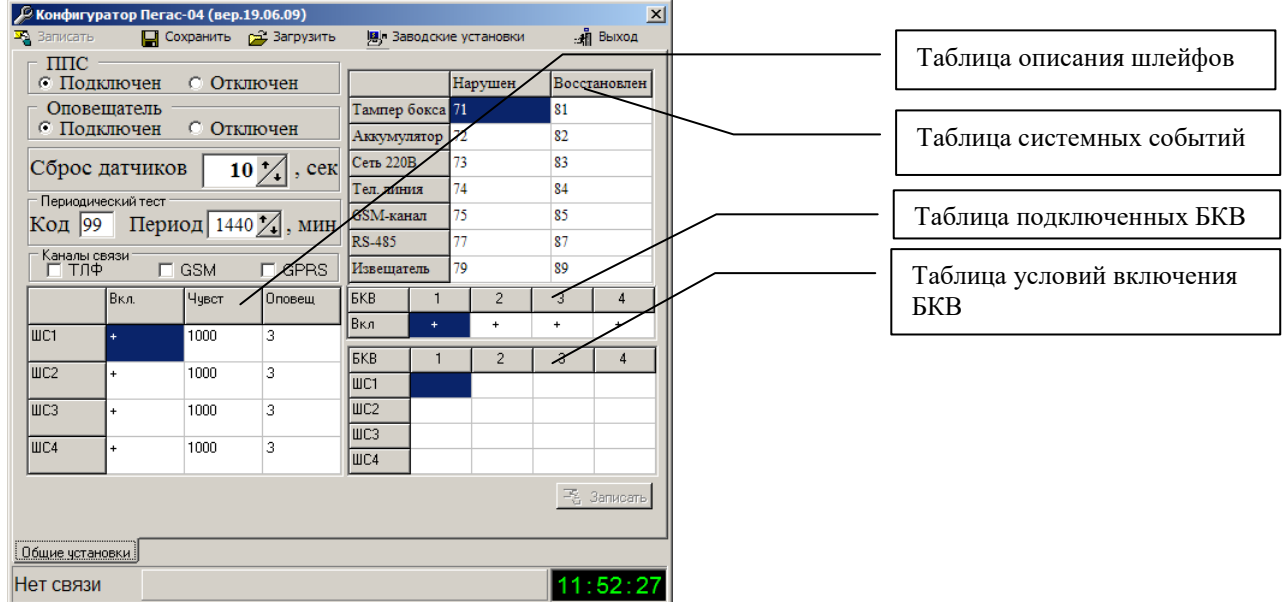 Конфигуратор Пегас-04 (вер.19.06.09)
Записать Сохранить Загрузить Заводские установки Выход
ППС
Подключен Отключен
Оповещатель
Подключен Отключен
Сброс датчиков 10 , сек
Периодический тест
Код 99 Период 1440 , мин
Каналы связи
ТЛФ GSM GPRS
Вкл. Чувст Оповещ
ШС1 + 1000 3
ШС2 + 1000 3
ШС3 + 1000 3
ШС4 + 1000 3
Нарушен Восстановлен
Тампер бокса 71 81
Аккумулятор 72 82
Сеть 220В 73 83
Тел. линия 74 84
GSM-канал 75 85
RS-485 77 87
Извещатель 79 89
БКВ 1 2 3 4
Вкл + + + +
БКВ 1 2 3 4
ШС1
ШС2
ШС3
ШС4
Записать
Общие установки
Нет связи 11:52:27
Таблица описания шлейфов
Таблица системных событий
Таблица подключенных БКВ
Таблица условий включения
БКВ